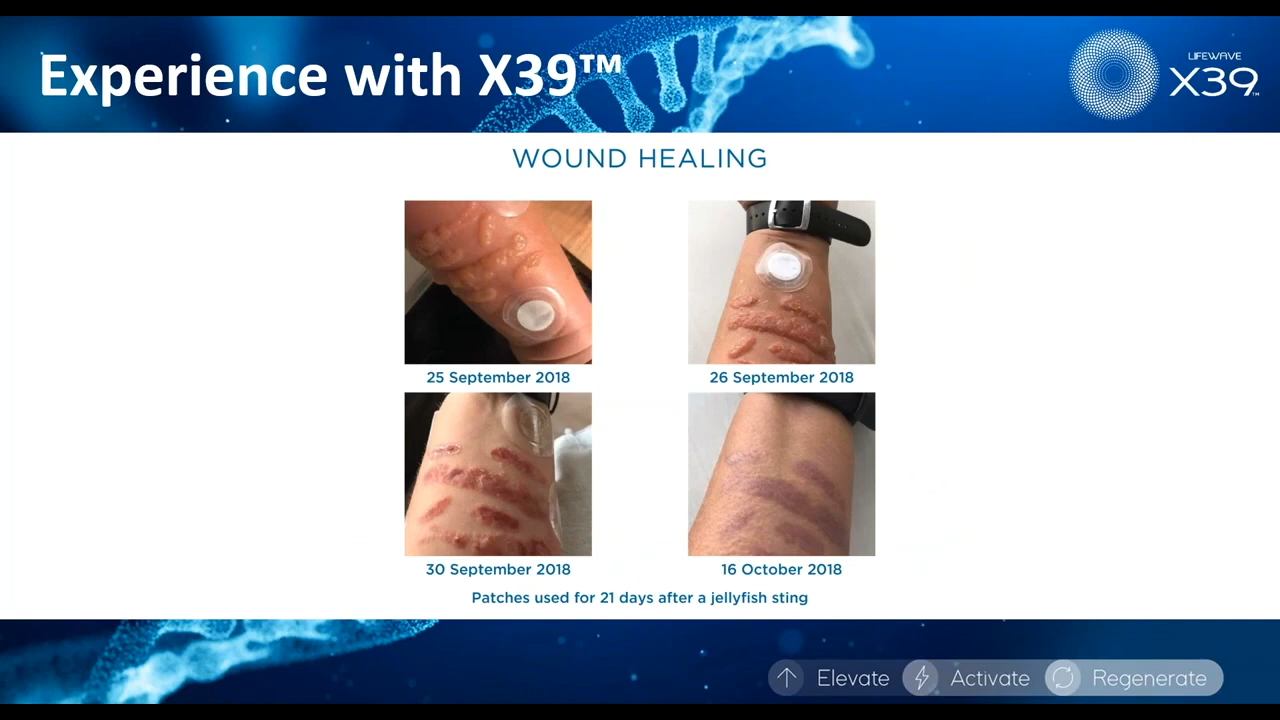 Experience with X39™
LIFEWAVE
X39™
WOUND HEALING
25 September 2018
26 September 2018
30 September 2018
16 October 2018
Patches used for 21 days after a jellyfish sting
Elevate
Activate
Regenerate